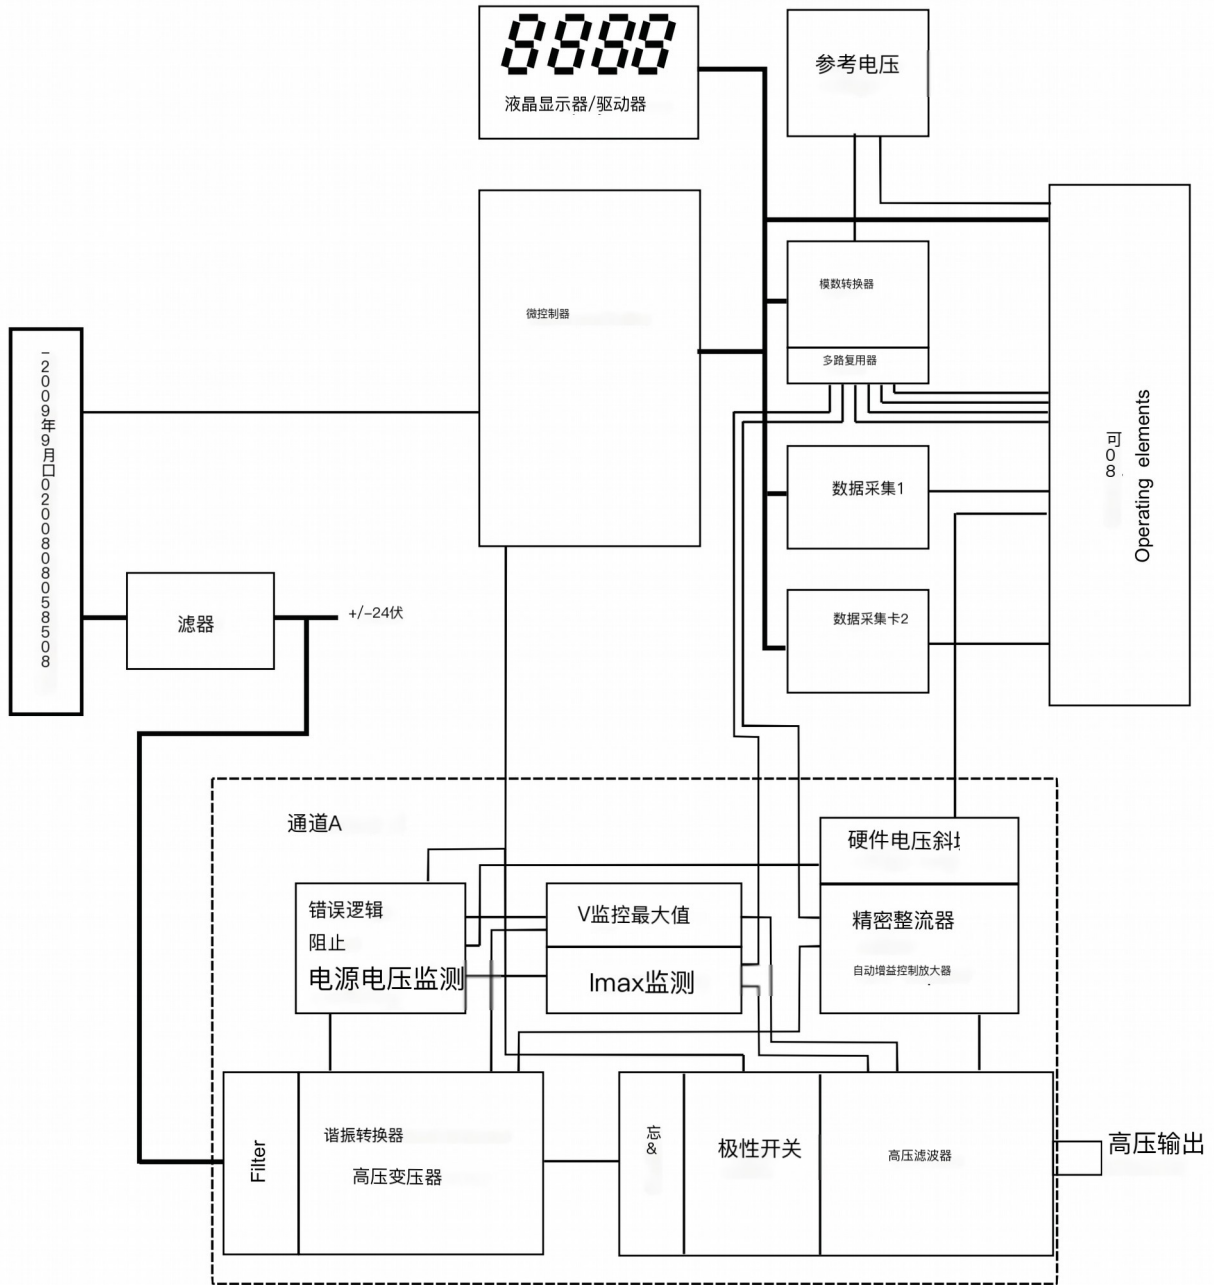 8888
液晶显示器/驱动器
参考电压
模数转换器
多路复用器
微控制器
数据采集1
数据采集卡2
可08
Operating elements
2009年9月口0200808058508
滤器
+/-24伏
通道A
硬件电压斜
精密整流器
自动增益控制放大器
错误逻辑
阻止
电源电压监测
V监控最大值
Imax监测
Filter
谐振转换器
高压变压器
忘&
极性开关
高压滤波器
高压输出